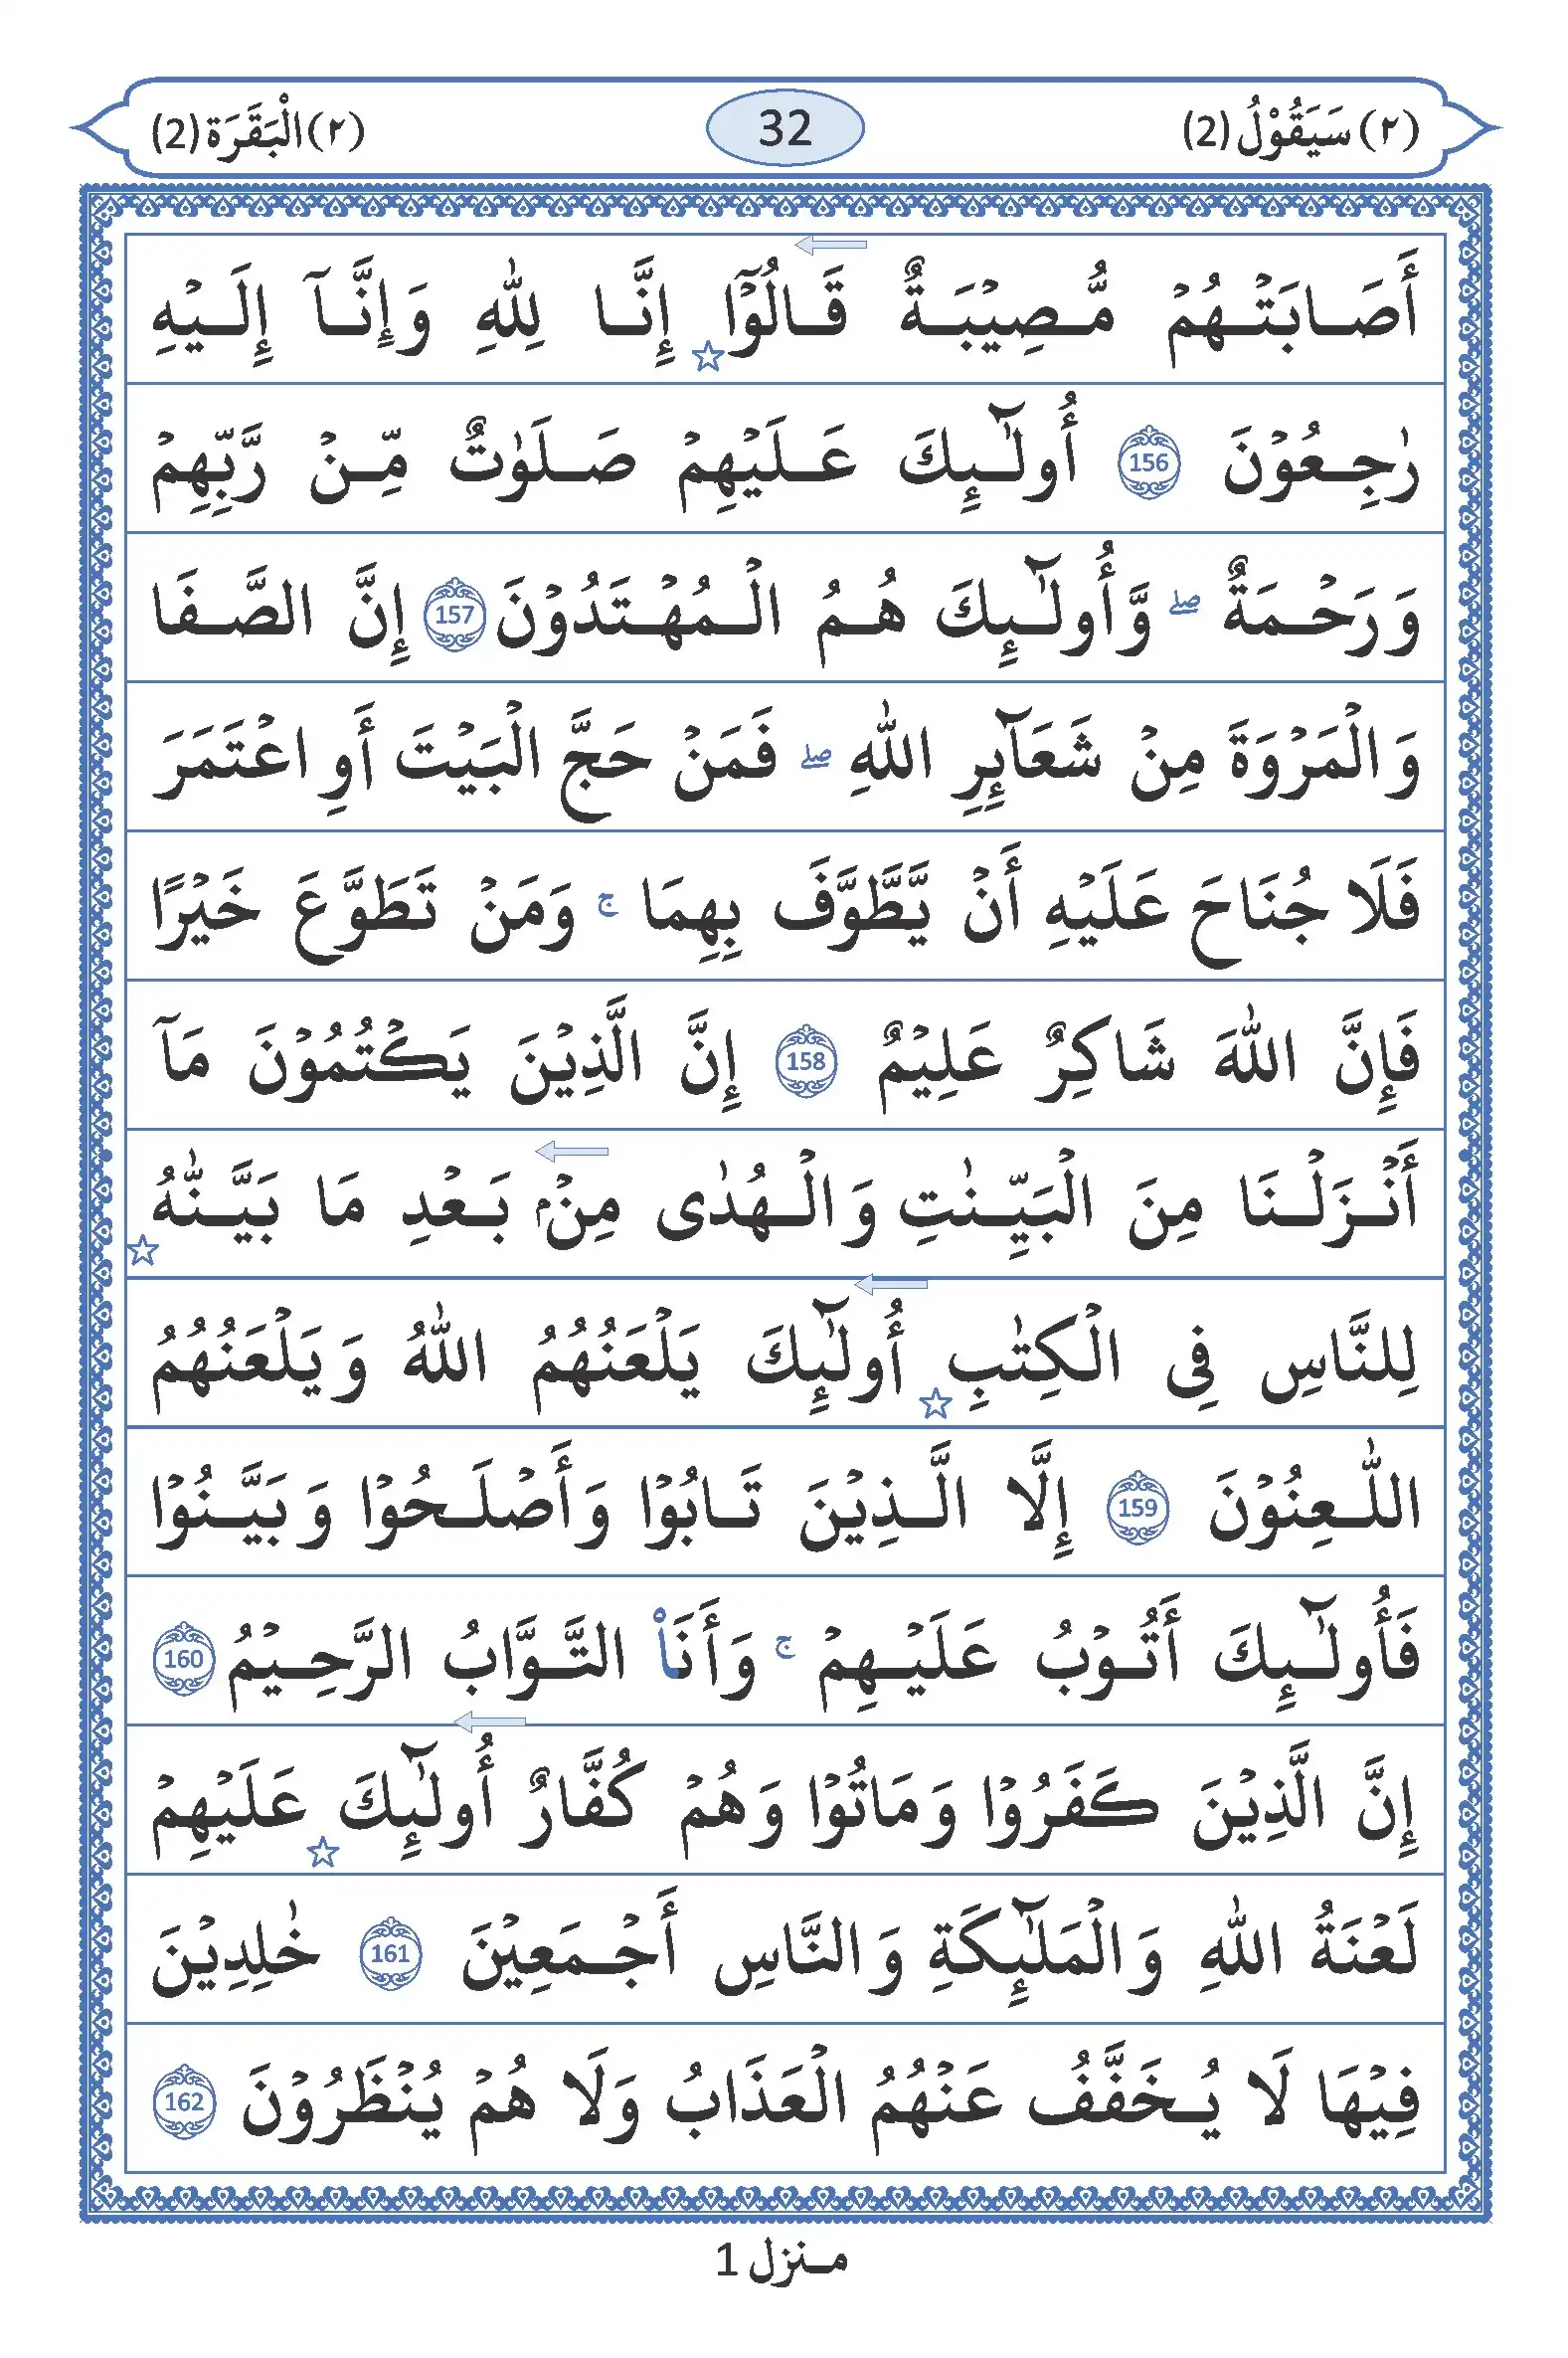 (٢) سَيَقُوْلُ (2) 32 (٢) الْبَقَرَة (2)
أَصَابَتْهُمْ مُّصِيْبَةٌ قَالُوْٓا إِنَّا لِلّٰهِ وَإِنَّآ إِلَيْهِ
رٰجِعُوْنَ 156 أُولٰٓئِكَ عَلَيْهِمْ صَلَوٰتٌ مِّنْ رَّبِّهِمْ
وَرَحْمَةٌ ۖ وَّأُولٰٓئِكَ هُمُ الْمُهْتَدُوْنَ 157 إِنَّ الصَّفَا
وَالْمَرْوَةَ مِنْ شَعَآئِرِ اللّٰهِ ۖ فَمَنْ حَجَّ الْبَيْتَ أَوِ اعْتَمَرَ
فَلَا جُنَاحَ عَلَيْهِ أَنْ يَّطَّوَّفَ بِهِمَا ۚ وَمَنْ تَطَوَّعَ خَيْرًا
فَإِنَّ اللّٰهَ شَاكِرٌ عَلِيْمٌ 158 إِنَّ الَّذِيْنَ يَكْتُمُوْنَ مَآ
أَنْزَلْنَا مِنَ الْبَيِّنٰتِ وَالْهُدٰى مِنْۢ بَعْدِ مَا بَيَّنّٰهُ
لِلنَّاسِ فِى الْكِتٰبِ أُولٰٓئِكَ يَلْعَنُهُمُ اللّٰهُ وَيَلْعَنُهُمُ
اللّٰعِنُوْنَ 159 إِلَّا الَّذِيْنَ تَابُوْا وَأَصْلَحُوْا وَبَيَّنُوْا
فَأُولٰٓئِكَ أَتُوْبُ عَلَيْهِمْ ۚ وَأَنَا۠ التَّوَّابُ الرَّحِيْمُ 160
إِنَّ الَّذِيْنَ كَفَرُوْا وَمَاتُوْا وَهُمْ كُفَّارٌ أُولٰٓئِكَ عَلَيْهِمْ
لَعْنَةُ اللّٰهِ وَالْمَلٰٓئِكَةِ وَالنَّاسِ أَجْمَعِيْنَ 161 خٰلِدِيْنَ
فِيْهَا لَا يُخَفَّفُ عَنْهُمُ الْعَذَابُ وَلَا هُمْ يُنْظَرُوْنَ 162
منزل 1